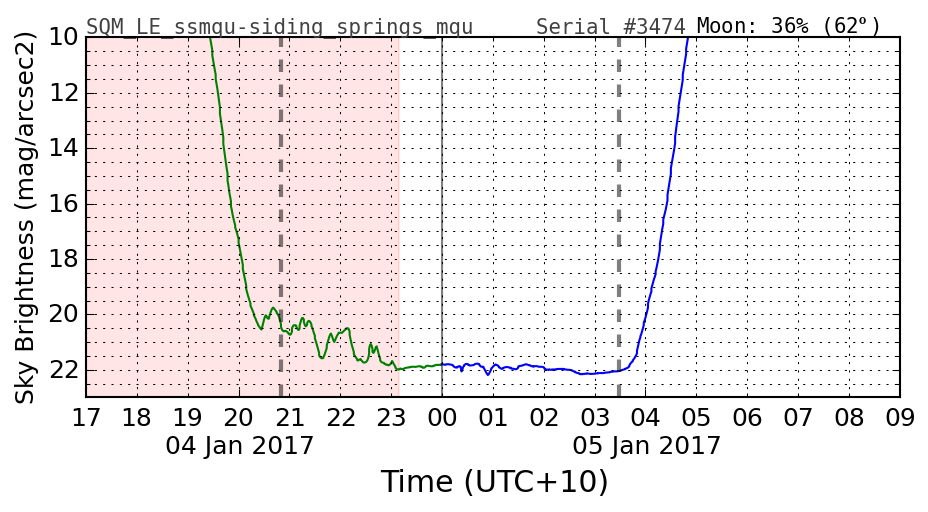 SQM_LE_ssmqu-siding_springs_mqu Serial #3474 Moon: 36% (62°)
Sky Brightness (mag/arcsec2)
10
12
14
16
18
20
22
17 18 19 20 21 22 23 00 01 02 03 04 05 06 07 08 09
04 Jan 2017 05 Jan 2017
Time (UTC+10)